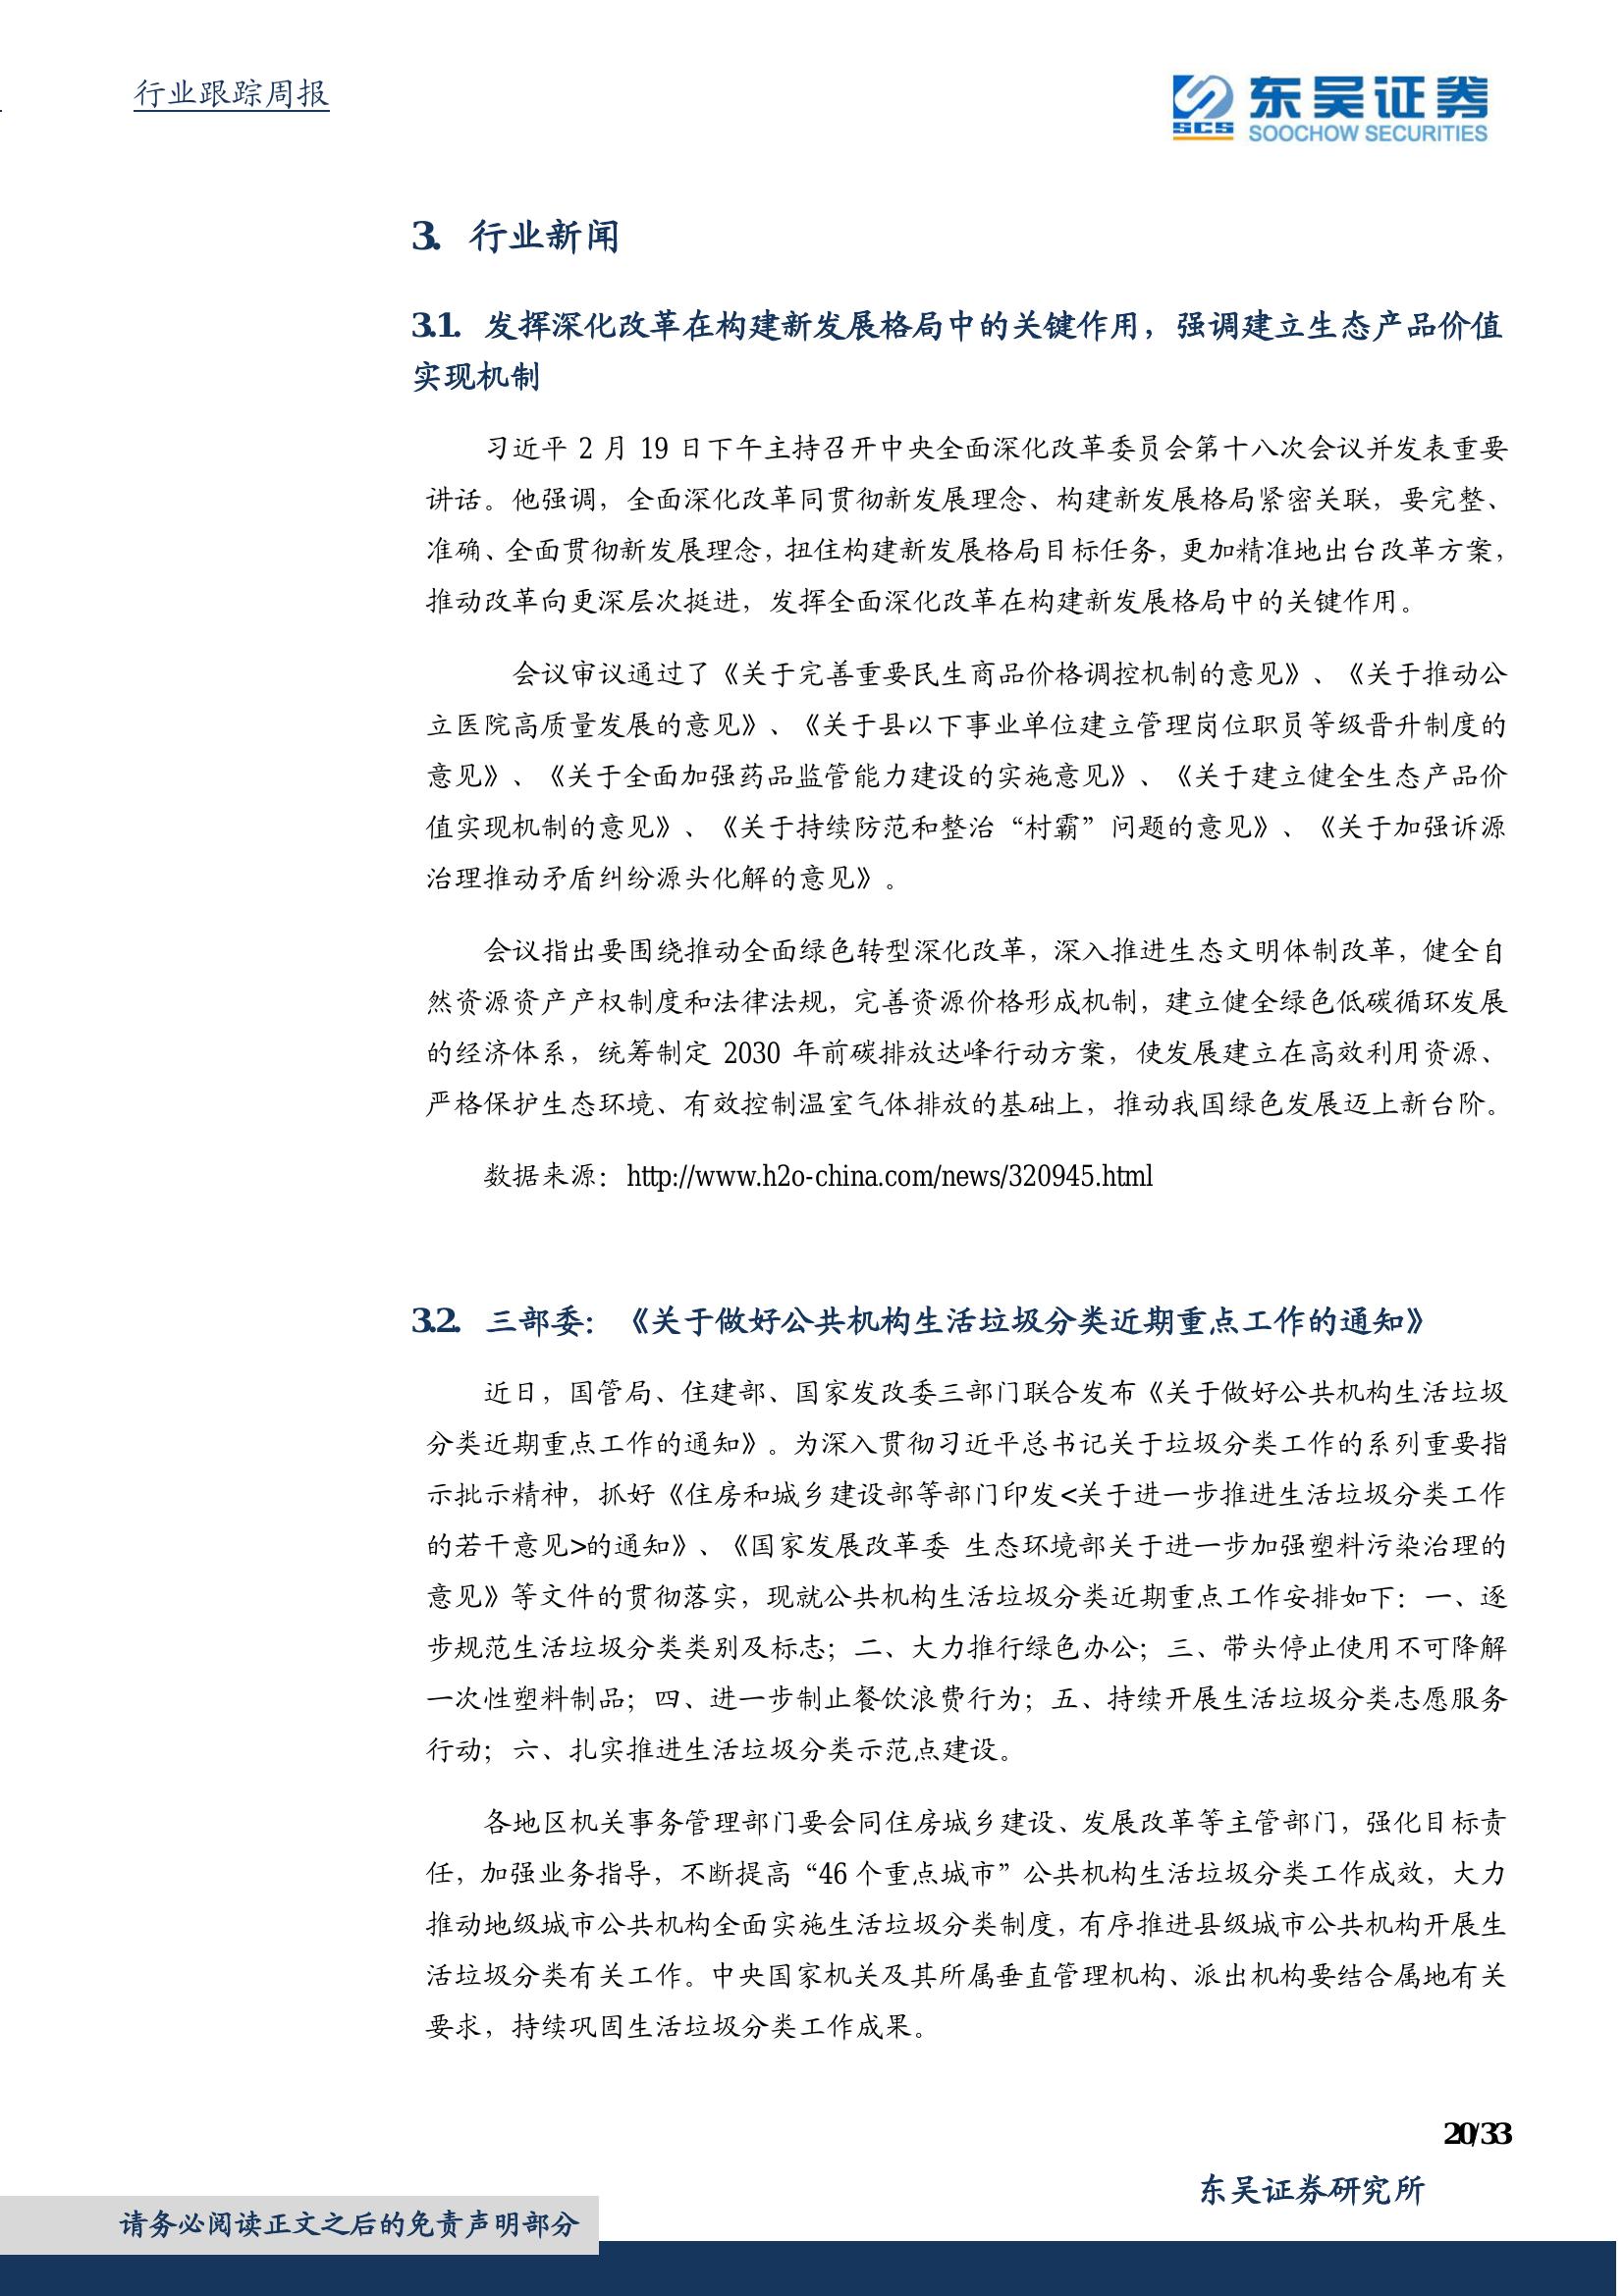 行业跟踪周报
东吴证券
SCS
SOOCHOW SECURITIES
3. 行业新闻
3.1. 发挥深化改革在构建新发展格局中的关键作用，强调建立生态产品价值
实现机制
习近平 2 月 19 日下午主持召开中央全面深化改革委员会第十八次会议并发表重要
讲话。他强调，全面深化改革同贯彻新发展理念、构建新发展格局紧密关联，要完整、
准确、全面贯彻新发展理念，扭住构建新发展格局目标任务，更加精准地出台改革方案，
推动改革向更深层次挺进，发挥全面深化改革在构建新发展格局中的关键作用。
会议审议通过了《关于完善重要民生商品价格调控机制的意见》、《关于推动公
立医院高质量发展的意见》、《关于县以下事业单位建立管理岗位职员等级晋升制度的
意见》、《关于全面加强药品监管能力建设的实施意见》、《关于建立健全生态产品价
值实现机制的意见》、《关于持续防范和整治“村霸”问题的意见》、《关于加强诉源
治理推动矛盾纠纷源头化解的意见》。
会议指出要围绕推动全面绿色转型深化改革，深入推进生态文明体制改革，健全自
然资源资产产权制度和法律法规，完善资源价格形成机制，建立健全绿色低碳循环发展
的经济体系，统筹制定 2030 年前碳排放达峰行动方案，使发展建立在高效利用资源、
严格保护生态环境、有效控制温室气体排放的基础上，推动我国绿色发展迈上新台阶。
数据来源：http://www.h2o-china.com/news/320945.html
3.2. 三部委：《关于做好公共机构生活垃圾分类近期重点工作的通知》
近日，国管局、住建部、国家发改委三部门联合发布《关于做好公共机构生活垃圾
分类近期重点工作的通知》。为深入贯彻习近平总书记关于垃圾分类工作的系列重要指
示批示精神，抓好《住房和城乡建设部等部门印发<关于进一步推进生活垃圾分类工作
的若干意见>的通知》、《国家发展改革委 生态环境部关于进一步加强塑料污染治理的
意见》等文件的贯彻落实，现就公共机构生活垃圾分类近期重点工作安排如下：一、逐
步规范生活垃圾分类类别及标志；二、大力推行绿色办公；三、带头停止使用不可降解
一次性塑料制品；四、进一步制止餐饮浪费行为；五、持续开展生活垃圾分类志愿服务
行动；六、扎实推进生活垃圾分类示范点建设。
各地区机关事务管理部门要会同住房城乡建设、发展改革等主管部门，强化目标责
任，加强业务指导，不断提高“46 个重点城市”公共机构生活垃圾分类工作成效，大力
推动地级城市公共机构全面实施生活垃圾分类制度，有序推进县级城市公共机构开展生
活垃圾分类有关工作。中央国家机关及其所属垂直管理机构、派出机构要结合属地有关
要求，持续巩固生活垃圾分类工作成果。
20/33
东吴证券研究所
请务必阅读正文之后的免责声明部分